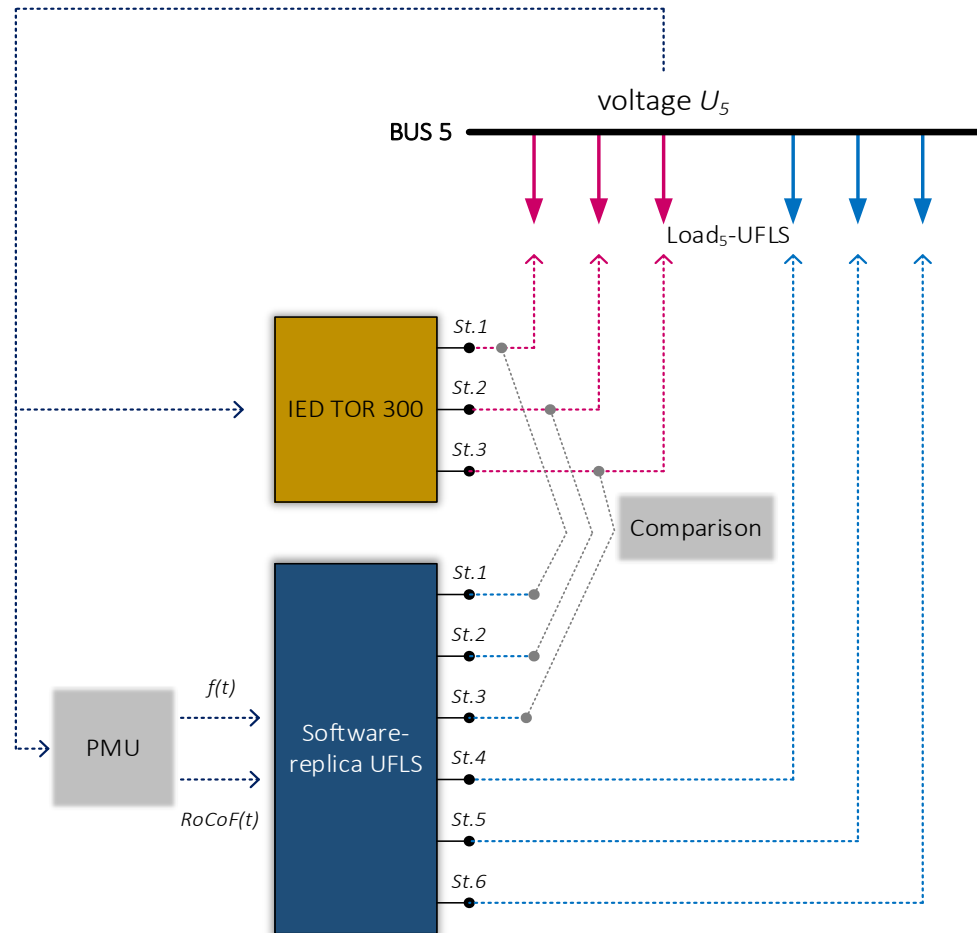 voltage U₅
BUS 5
Load₅-UFLS
St.1
St.2
IED TOR 300
St.3
Comparison
St.1
St.2
f(t)
St.3
PMU
Software-
replica UFLS
St.4
RoCoF(t)
St.5
St.6